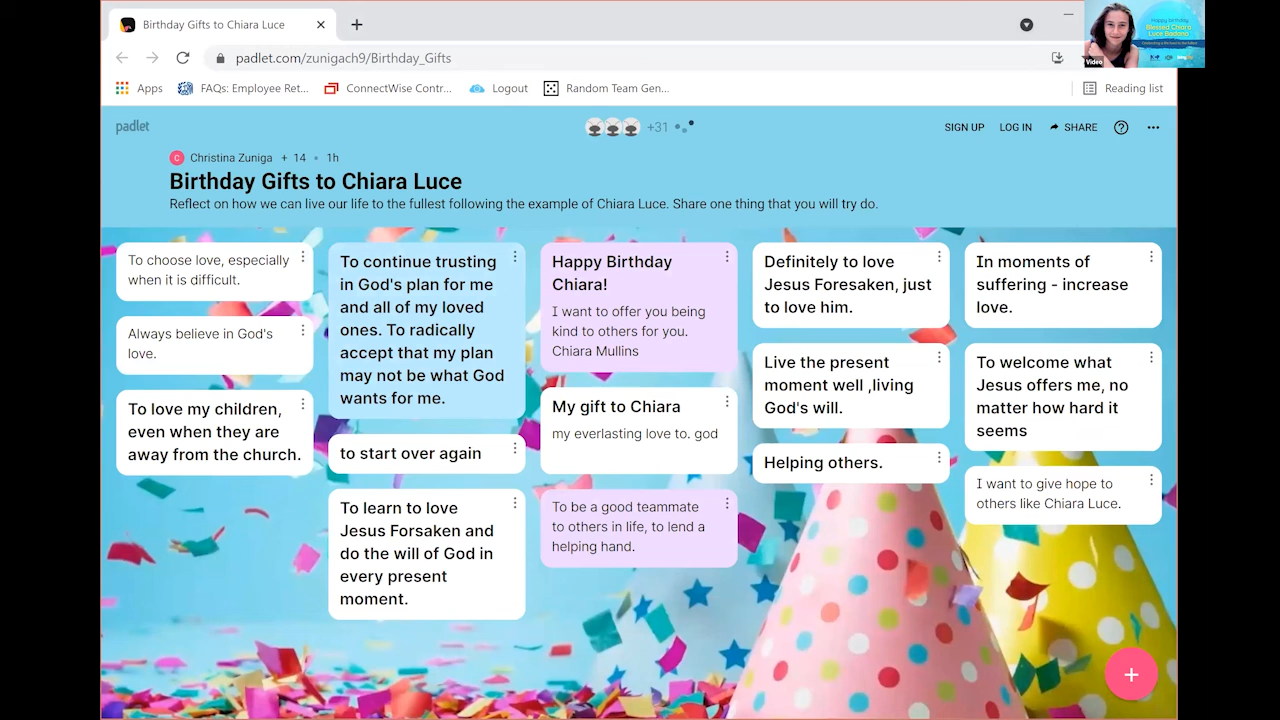 Birthday Gifts to Chiara Luce
padlet.com/zunigach9/Birthday_Gifts
Apps
FAQs: Employee Ret...
ConnectWise Contr...
Logout
Random Team Gen...
Reading list
Happy birthday
Blessed Chiara
Luce Badano
Video
padlet
+31
SIGN UP
LOG IN
SHARE
C Christina Zuniga + 14 • 1h
Birthday Gifts to Chiara Luce
Reflect on how we can live our life to the fullest following the example of Chiara Luce. Share one thing that you will try do.
To choose love, especially
when it is difficult.
Always believe in God's
love.
To love my children,
even when they are
away from the church.
To continue trusting
in God's plan for me
and all of my loved
ones. To radically
accept that my plan
may not be what God
wants for me.
to start over again
To learn to love
Jesus Forsaken and
do the will of God in
every present
moment.
Happy Birthday
Chiara!
I want to offer you being
kind to others for you.
Chiara Mullins
My gift to Chiara
my everlasting love to. god
To be a good teammate
to others in life, to lend a
helping hand.
Definitely to love
Jesus Foresaken, just
to love him.
Live the present
moment well ,living
God's will.
Helping others.
In moments of
suffering - increase
love.
To welcome what
Jesus offers me, no
matter how hard it
seems
I want to give hope to
others like Chiara Luce.